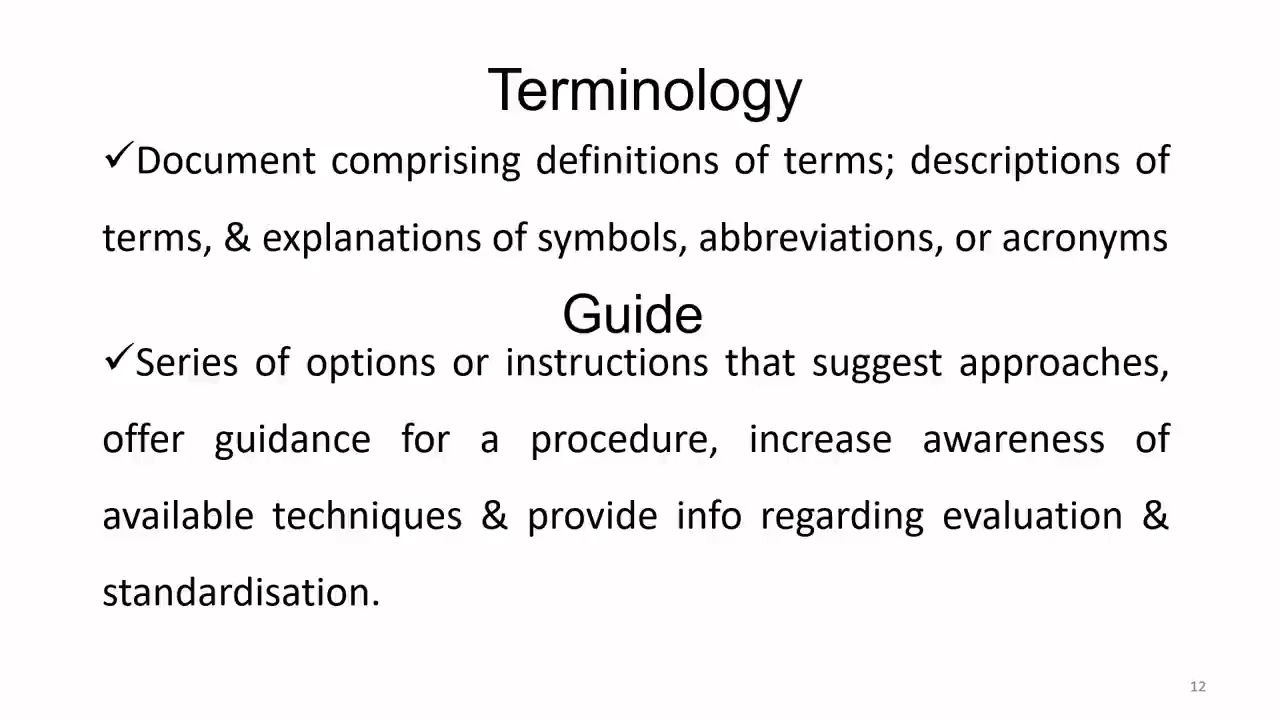 Terminology
✓Document comprising definitions of terms; descriptions of
terms, & explanations of symbols, abbreviations, or acronyms
Guide
✓Series of options or instructions that suggest approaches,
offer guidance for a procedure, increase awareness of
available techniques & provide info regarding evaluation &
standardisation.
12